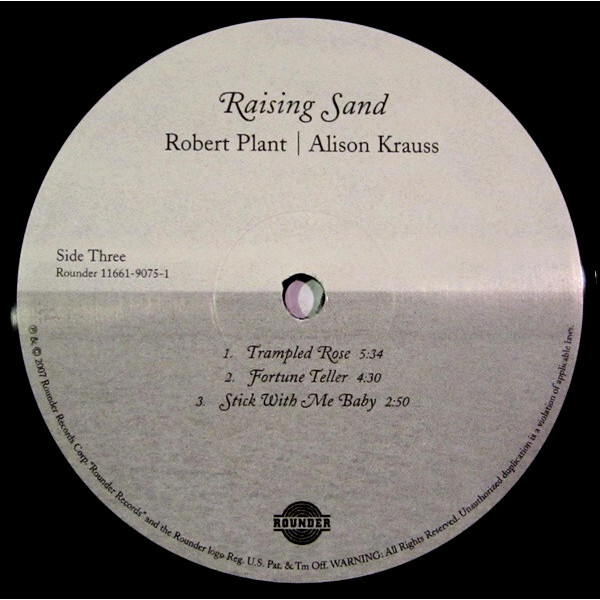 Raising Sand
Robert Plant | Alison Krauss
Side Three
Rounder 11661-9075-1
1. Trampled Rose 5:34
2. Fortune Teller 4:30
3. Stick With Me Baby 2:50
ROUNDER
℗ & © 2007 Rounder Records Corp. "Rounder Records" and the Rounder logo Reg. U.S. Pat. & Tm Off. WARNING: All Rights Reserved. Unauthorized duplication is a violation of applicable laws.